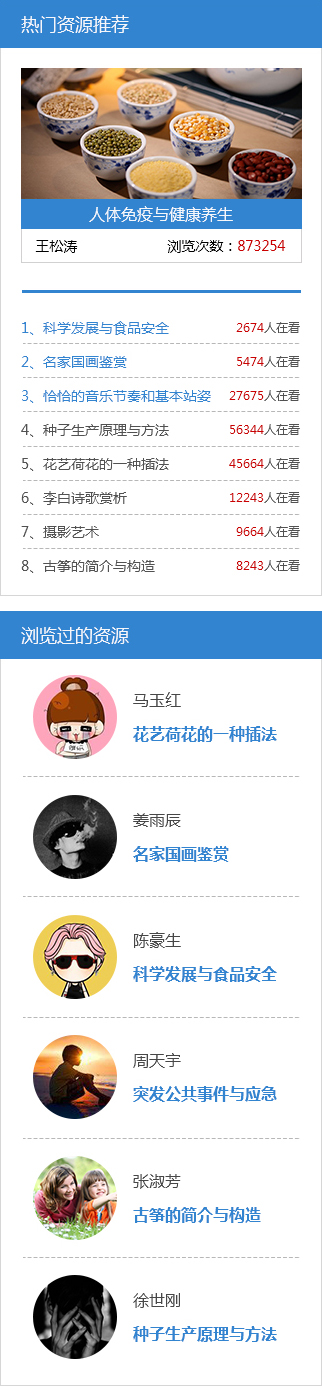 热门资源推荐
人体免疫与健康养生
王松涛 浏览次数：873254
1、科学发展与食品安全 2674人在看
2、名家国画鉴赏 5474人在看
3、恰恰的音乐节奏和基本站姿 27675人在看
4、种子生产原理与方法 56344人在看
5、花艺荷花的一种插法 45664人在看
6、李白诗歌赏析 12243人在看
7、摄影艺术 9664人在看
8、古筝的简介与构造 8243人在看
浏览过的资源
马玉红
花艺荷花的一种插法
姜雨辰
名家国画鉴赏
陈豪生
科学发展与食品安全
周天宇
突发公共事件与应急
张淑芳
古筝的简介与构造
徐世刚
种子生产原理与方法